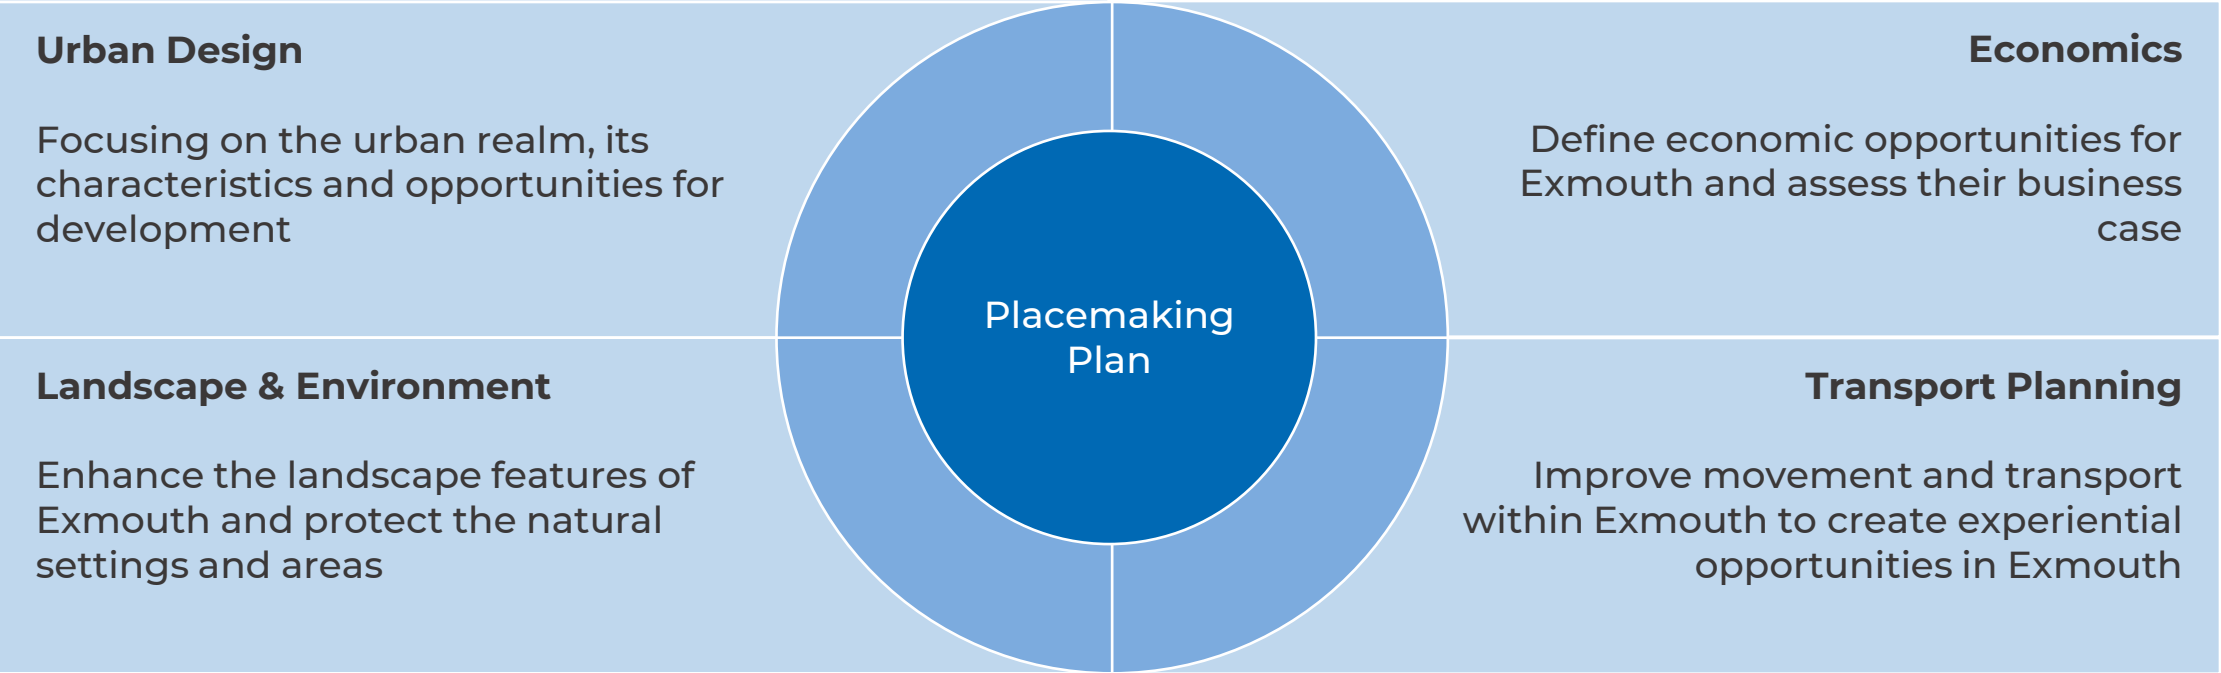 Urban Design
Focusing on the urban realm, its
characteristics and opportunities for
development
Economics
Define economic opportunities for
Exmouth and assess their business
case
Placemaking
Plan
Landscape & Environment
Enhance the landscape features of
Exmouth and protect the natural
settings and areas
Transport Planning
Improve movement and transport
within Exmouth to create experiential
opportunities in Exmouth